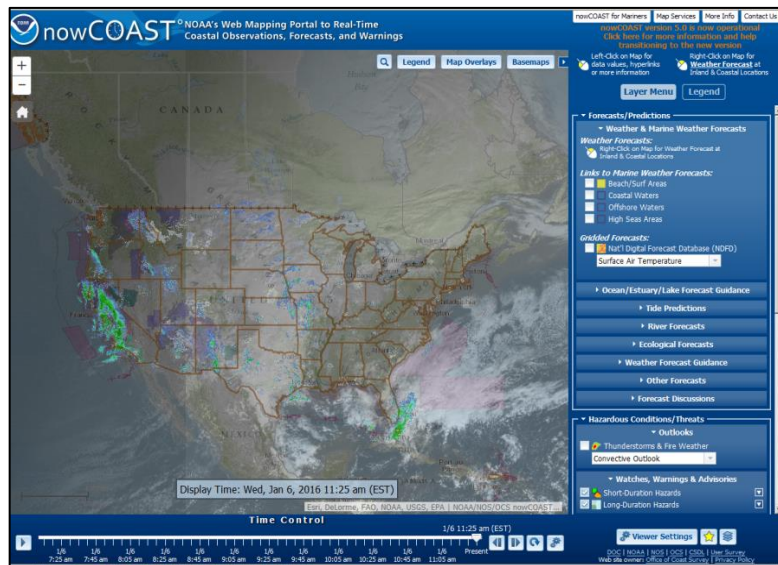 nowCOAST° NOAA's Web Mapping Portal to Real-Time
Coastal Observations, Forecasts, and Warnings
nowCOAST for Mariners
Map Services
More Info
Contact Us
nowCOAST version 5.0 is now operational
Click here for more information and help
transitioning to the new version
Left-Click on Map for
data values, hyperlinks
or more information
Right-Click on Map for
Weather Forecast at
Inland & Coastal Locations
Layer Menu
Legend
+
−
Legend
Map Overlays
Basemaps
CANADA
UNITED STATES
MEXICO
Display Time: Wed, Jan 6, 2016 11:25 am (EST)
Esri, DeLorme, FAO, NOAA, USGS, EPA | NOAA/NOS/OCS nowCOAST...
Forecasts/Predictions
Weather & Marine Weather Forecasts
Weather Forecasts:
Right-Click on Map for Weather Forecast at
Inland & Coastal Locations
Links to Marine Weather Forecasts:
Beach/Surf Areas
Coastal Waters
Offshore Waters
High Seas Areas
Gridded Forecasts:
Nat'l Digital Forecast Database (NDFD)
Surface Air Temperature
Ocean/Estuary/Lake Forecast Guidance
Tide Predictions
River Forecasts
Ecological Forecasts
Weather Forecast Guidance
Other Forecasts
Forecast Discussions
Hazardous Conditions/Threats
Outlooks
Thunderstorms & Fire Weather
Convective Outlook
Watches, Warnings & Advisories
Short-Duration Hazards
Long-Duration Hazards
Time Control
1/6 11:25 am (EST)
1/6 1/6 1/6 1/6 1/6 1/6 1/6 1/6 1/6 1/6 1/6 1/6 Present
7:25 am 7:45 am 8:05 am 8:25 am 8:45 am 9:05 am 9:25 am 9:45 am 10:05 am 10:25 am 10:45 am 11:05 am
Viewer Settings
DOC | NOAA | NOS | OCS | CSDL | User Survey
Web site owner: Office of Coast Survey | Privacy Policy